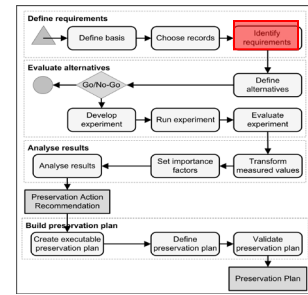 Define requirements
Define basis
Choose records
Identify
requirements
Evaluate alternatives
Go/No-Go
Define
alternatives
Develop
experiment
Run experiment
Evaluate
experiment
Analyse results
Analyse results
Set importance
factors
Transform
measured values
Preservation Action
Recommendation
Build preservation plan
Create executable
preservation plan
Define
preservation plan
Validate
preservation plan
Preservation Plan